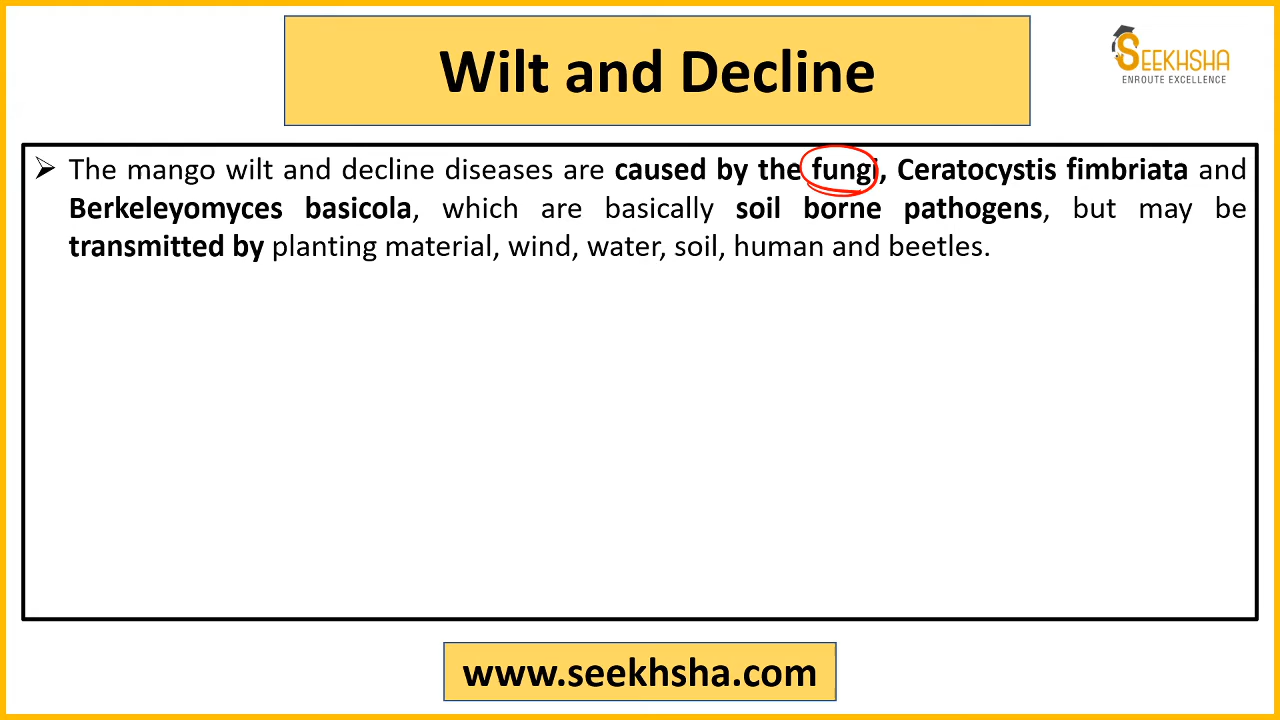 Wilt and Decline
SEEKHSHA
ENROUTE EXCELLENCE
➢ The mango wilt and decline diseases are caused by the fungi, Ceratocystis fimbriata and
Berkeleyomyces basicola, which are basically soil borne pathogens, but may be
transmitted by planting material, wind, water, soil, human and beetles.
www.seekhsha.com